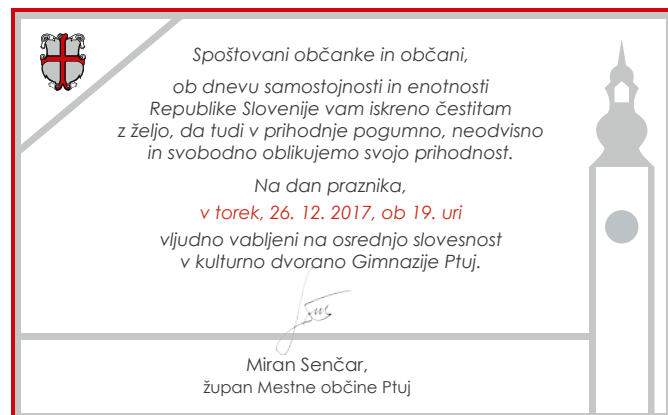 Spoštovani občanke in občani,
ob dnevu samostojnosti in enotnosti
Republike Slovenije vam iskreno čestitam
z željo, da tudi v prihodnje pogumno, neodvisno
in svobodno oblikujemo svojo prihodnost.
Na dan praznika,
v torek, 26. 12. 2017, ob 19. uri
vljudno vabljeni na osrednjo slovesnost
v kulturno dvorano Gimnazije Ptuj.
Miran Senčar,
župan Mestne občine Ptuj